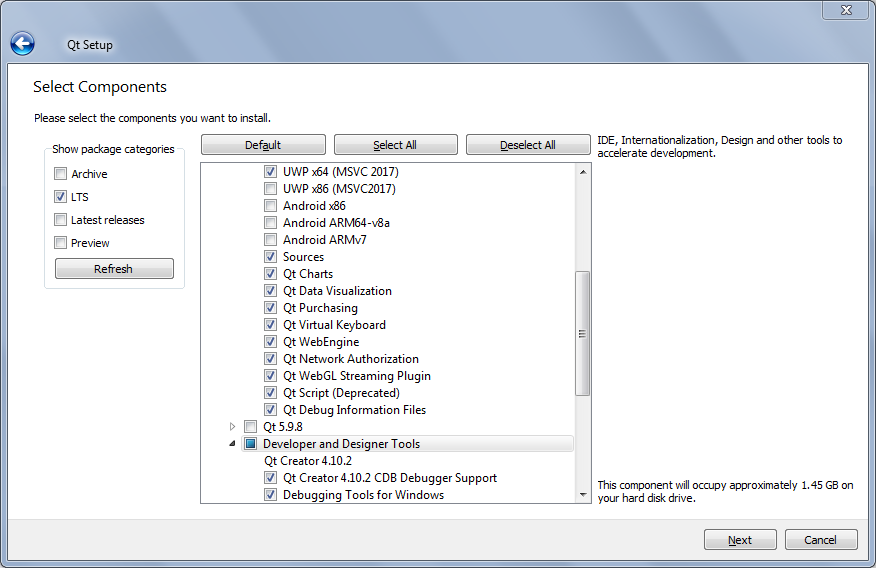 Qt Setup
Select Components
Please select the components you want to install.
Show package categories
Archive
LTS
Latest releases
Preview
Refresh
Default
Select All
Deselect All
UWP x64 (MSVC 2017)
UWP x86 (MSVC2017)
Android x86
Android ARM64-v8a
Android ARMv7
Sources
Qt Charts
Qt Data Visualization
Qt Purchasing
Qt Virtual Keyboard
Qt WebEngine
Qt Network Authorization
Qt WebGL Streaming Plugin
Qt Script (Deprecated)
Qt Debug Information Files
Qt 5.9.8
Developer and Designer Tools
Qt Creator 4.10.2
Qt Creator 4.10.2 CDB Debugger Support
Debugging Tools for Windows
IDE, Internationalization, Design and other tools to
accelerate development.
This component will occupy approximately 1.45 GB on
your hard disk drive.
Next
Cancel